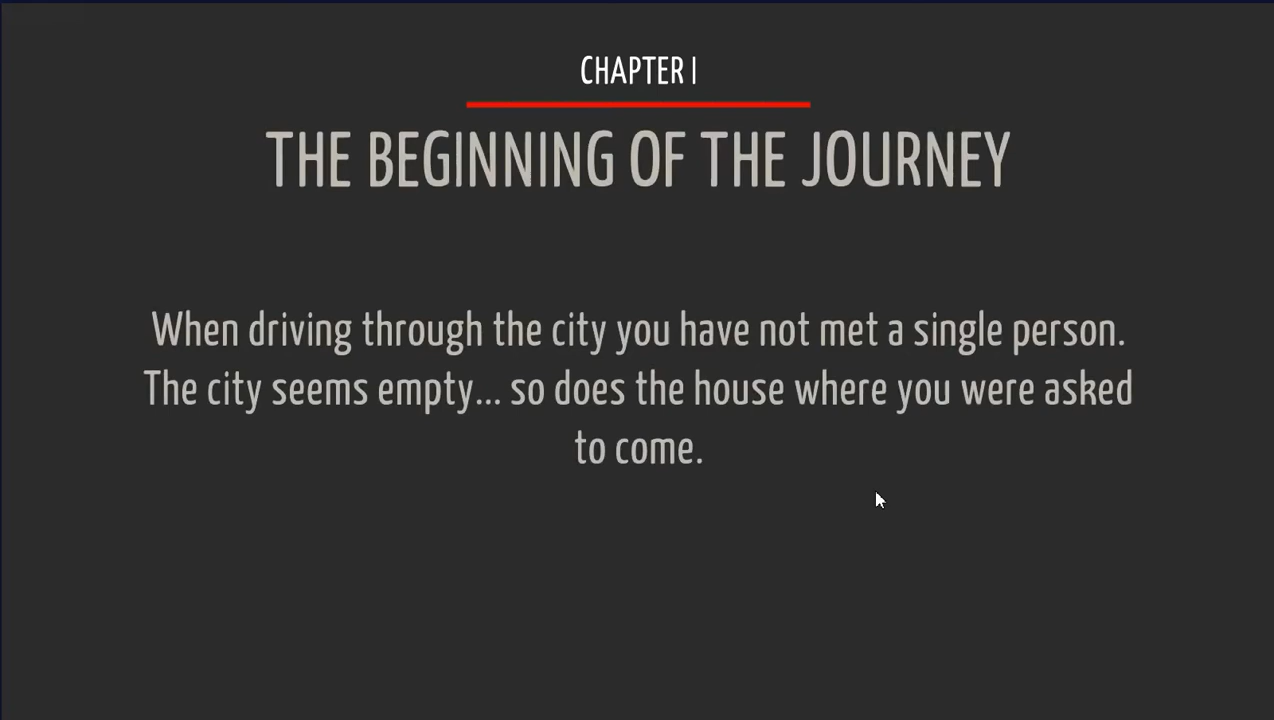 CHAPTER I
THE BEGINNING OF THE JOURNEY
When driving through the city you have not met a single person.
The city seems empty... so does the house where you were asked
to come.